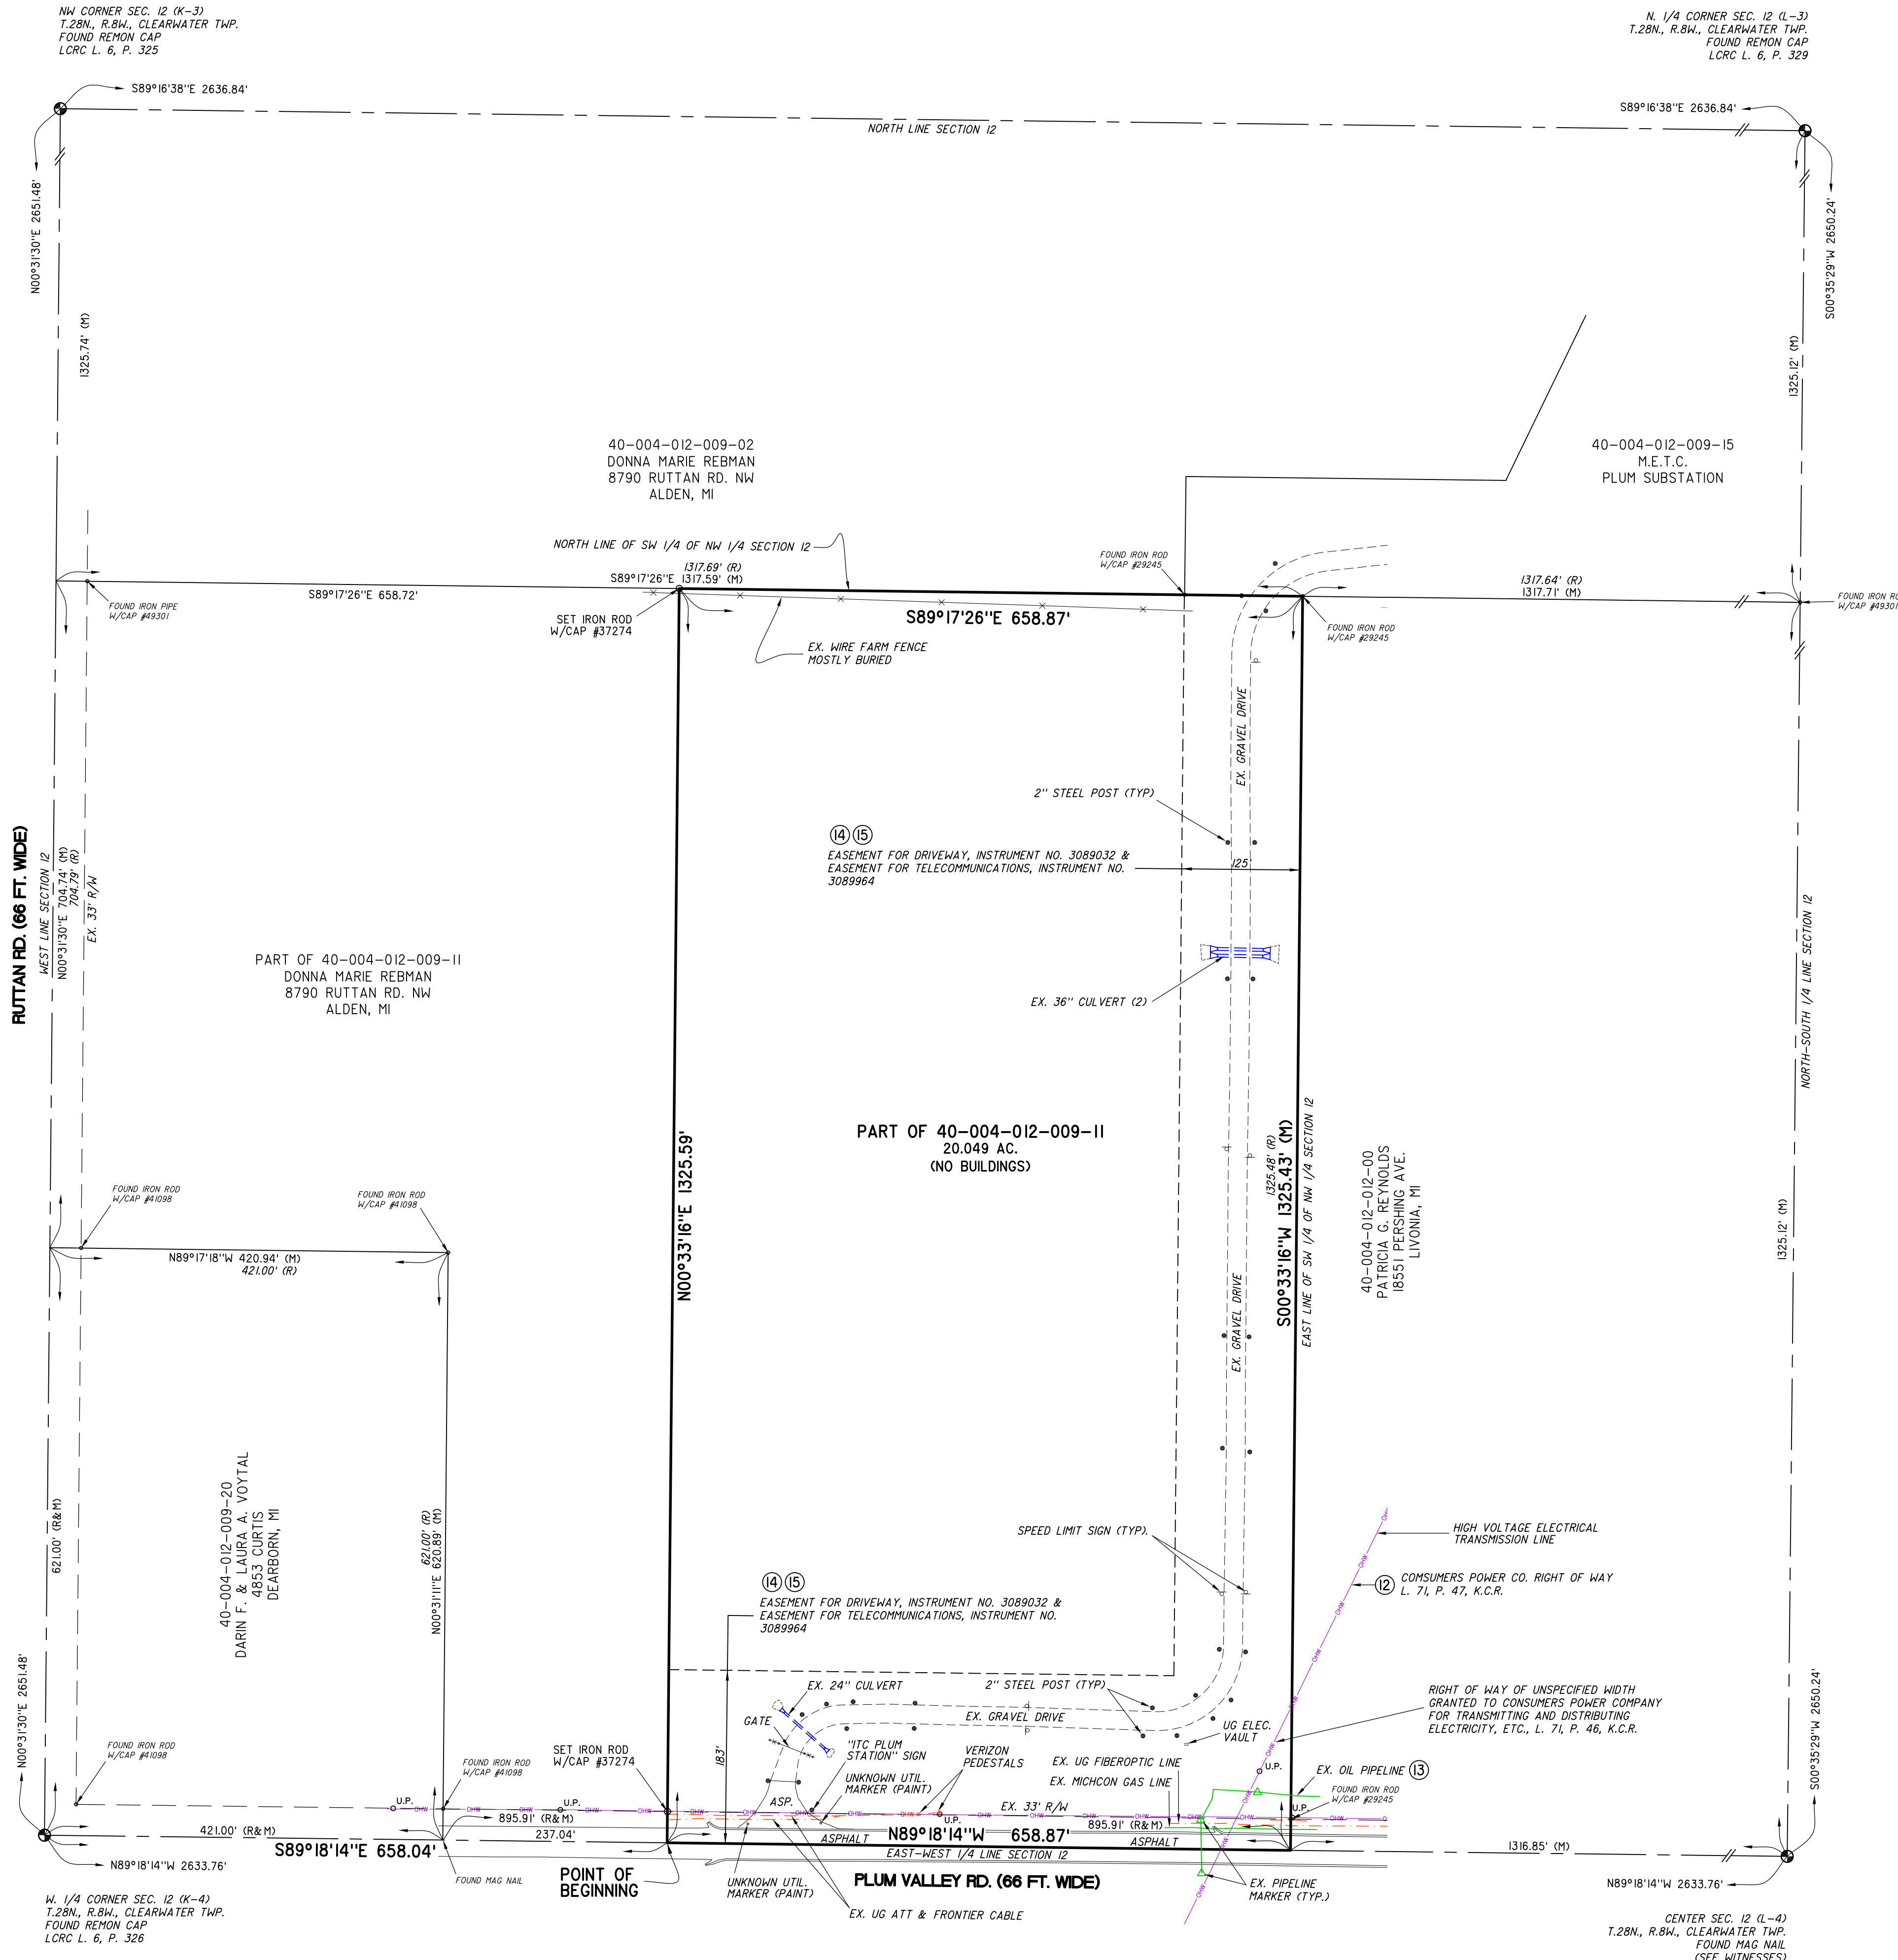 NW CORNER SEC. 12 (K-3)
T.28N., R.8W., CLEARWATER TWP.
FOUND REMON CAP
LCRC L. 6, P. 325
N. 1/4 CORNER SEC. 12 (L-3)
T.28N., R.8W., CLEARWATER TWP.
FOUND REMON CAP
LCRC L. 6, P. 329
S89°16'38"E 2636.84'
S89°16'38"E 2636.84'
NORTH LINE SECTION 12
N00°31'30"E 2651.48'
S00°35'29"W 2650.24'
1325.74' (M)
1325.12' (M)
40-004-012-009-02
DONNA MARIE REBMAN
8790 RUTTAN RD. NW
ALDEN, MI
40-004-012-009-15
M.E.T.C.
PLUM SUBSTATION
NORTH LINE OF SW 1/4 OF NW 1/4 SECTION 12
1317.69' (R)
S89°17'26"E 1317.59' (M)
FOUND IRON ROD
W/CAP #29245
1317.64' (R)
1317.71' (M)
S89°17'26"E 658.72'
FOUND IRON PIPE
W/CAP #49301
SET IRON ROD
W/CAP #37274
S89°17'26"E 658.87'
FOUND IRON ROD
W/CAP #29245
FOUND IRON RO
W/CAP #49301
EX. WIRE FARM FENCE
MOSTLY BURIED
EX. GRAVEL DRIVE
2" STEEL POST (TYP)
14 15
EASEMENT FOR DRIVEWAY, INSTRUMENT NO. 3089032 &
EASEMENT FOR TELECOMMUNICATIONS, INSTRUMENT NO.
3089964
125'
RUTTAN RD. (66 FT. WIDE)
WEST LINE SECTION 12
N00°31'30"E 704.74' (M)
704.79' (R)
EX. 33' R/W
NORTH-SOUTH 1/4 LINE SECTION 12
PART OF 40-004-012-009-11
DONNA MARIE REBMAN
8790 RUTTAN RD. NW
ALDEN, MI
EX. 36" CULVERT (2)
PART OF 40-004-012-009-11
20.049 AC.
(NO BUILDINGS)
N00°33'16"E 1325.59'
1325.48' (R)
S00°33'16"W 1325.43' (M)
EAST LINE OF SW 1/4 OF NW 1/4 SECTION 12
40-004-012-012-00
PATRICIA G. REYNOLDS
18551 PERSHING AVE.
LIVONIA, MI
1325.12' (M)
FOUND IRON ROD
W/CAP #41098
FOUND IRON ROD
W/CAP #41098
N89°17'18"W 420.94' (M)
421.00' (R)
EX. GRAVEL DRIVE
621.00' (R&M)
40-004-012-009-20
DARIN F. & LAURA A. VOYTAL
4853 CURTIS
DEARBORN, MI
621.00' (R)
N00°31'11"E 620.89' (M)
SPEED LIMIT SIGN (TYP).
HIGH VOLTAGE ELECTRICAL
TRANSMISSION LINE
12 COMSUMERS POWER CO. RIGHT OF WAY
L. 71, P. 47, K.C.R.
14 15
EASEMENT FOR DRIVEWAY, INSTRUMENT NO. 3089032 &
EASEMENT FOR TELECOMMUNICATIONS, INSTRUMENT NO.
3089964
N00°31'30"E 2651.48'
S00°35'29"W 2650.24'
EX. 24" CULVERT
2" STEEL POST (TYP)
RIGHT OF WAY OF UNSPECIFIED WIDTH
GRANTED TO CONSUMERS POWER COMPANY
FOR TRANSMITTING AND DISTRIBUTING
ELECTRICITY, ETC., L. 71, P. 46, K.C.R.
GATE
EX. GRAVEL DRIVE
UG ELEC.
VAULT
183'
FOUND IRON ROD
W/CAP #41098
FOUND IRON ROD
W/CAP #41098
SET IRON ROD
W/CAP #37274
"ITC PLUM
STATION" SIGN
VERIZON
PEDESTALS
UNKNOWN UTIL.
MARKER (PAINT)
EX. UG FIBEROPTIC LINE
EX. MICHCON GAS LINE
U.P.
EX. OIL PIPELINE 13
FOUND IRON ROD
W/CAP #29245
U.P.
U.P.
ASP.
U.P.
EX. 33' R/W
U.P.
OHW OHW OHW OHW OHW OHW OHW OHW OHW OHW OHW OHW OHW OHW OHW
421.00' (R&M)
895.91' (R&M)
237.04'
S89°18'14"E 658.04'
ASPHALT
N89°18'14"W 658.87'
895.91' (R&M)
ASPHALT
EAST-WEST 1/4 LINE SECTION 12
1316.85' (M)
N89°18'14"W 2633.76'
FOUND MAG NAIL
POINT OF
BEGINNING
UNKNOWN UTIL.
MARKER (PAINT)
PLUM VALLEY RD. (66 FT. WIDE)
EX. PIPELINE
MARKER (TYP.)
N89°18'14"W 2633.76'
EX. UG ATT & FRONTIER CABLE
W. 1/4 CORNER SEC. 12 (K-4)
T.28N., R.8W., CLEARWATER TWP.
FOUND REMON CAP
LCRC L. 6, P. 326
CENTER SEC. 12 (L-4)
T.28N., R.8W., CLEARWATER TWP.
FOUND MAG NAIL
(SEE WITNESSES)